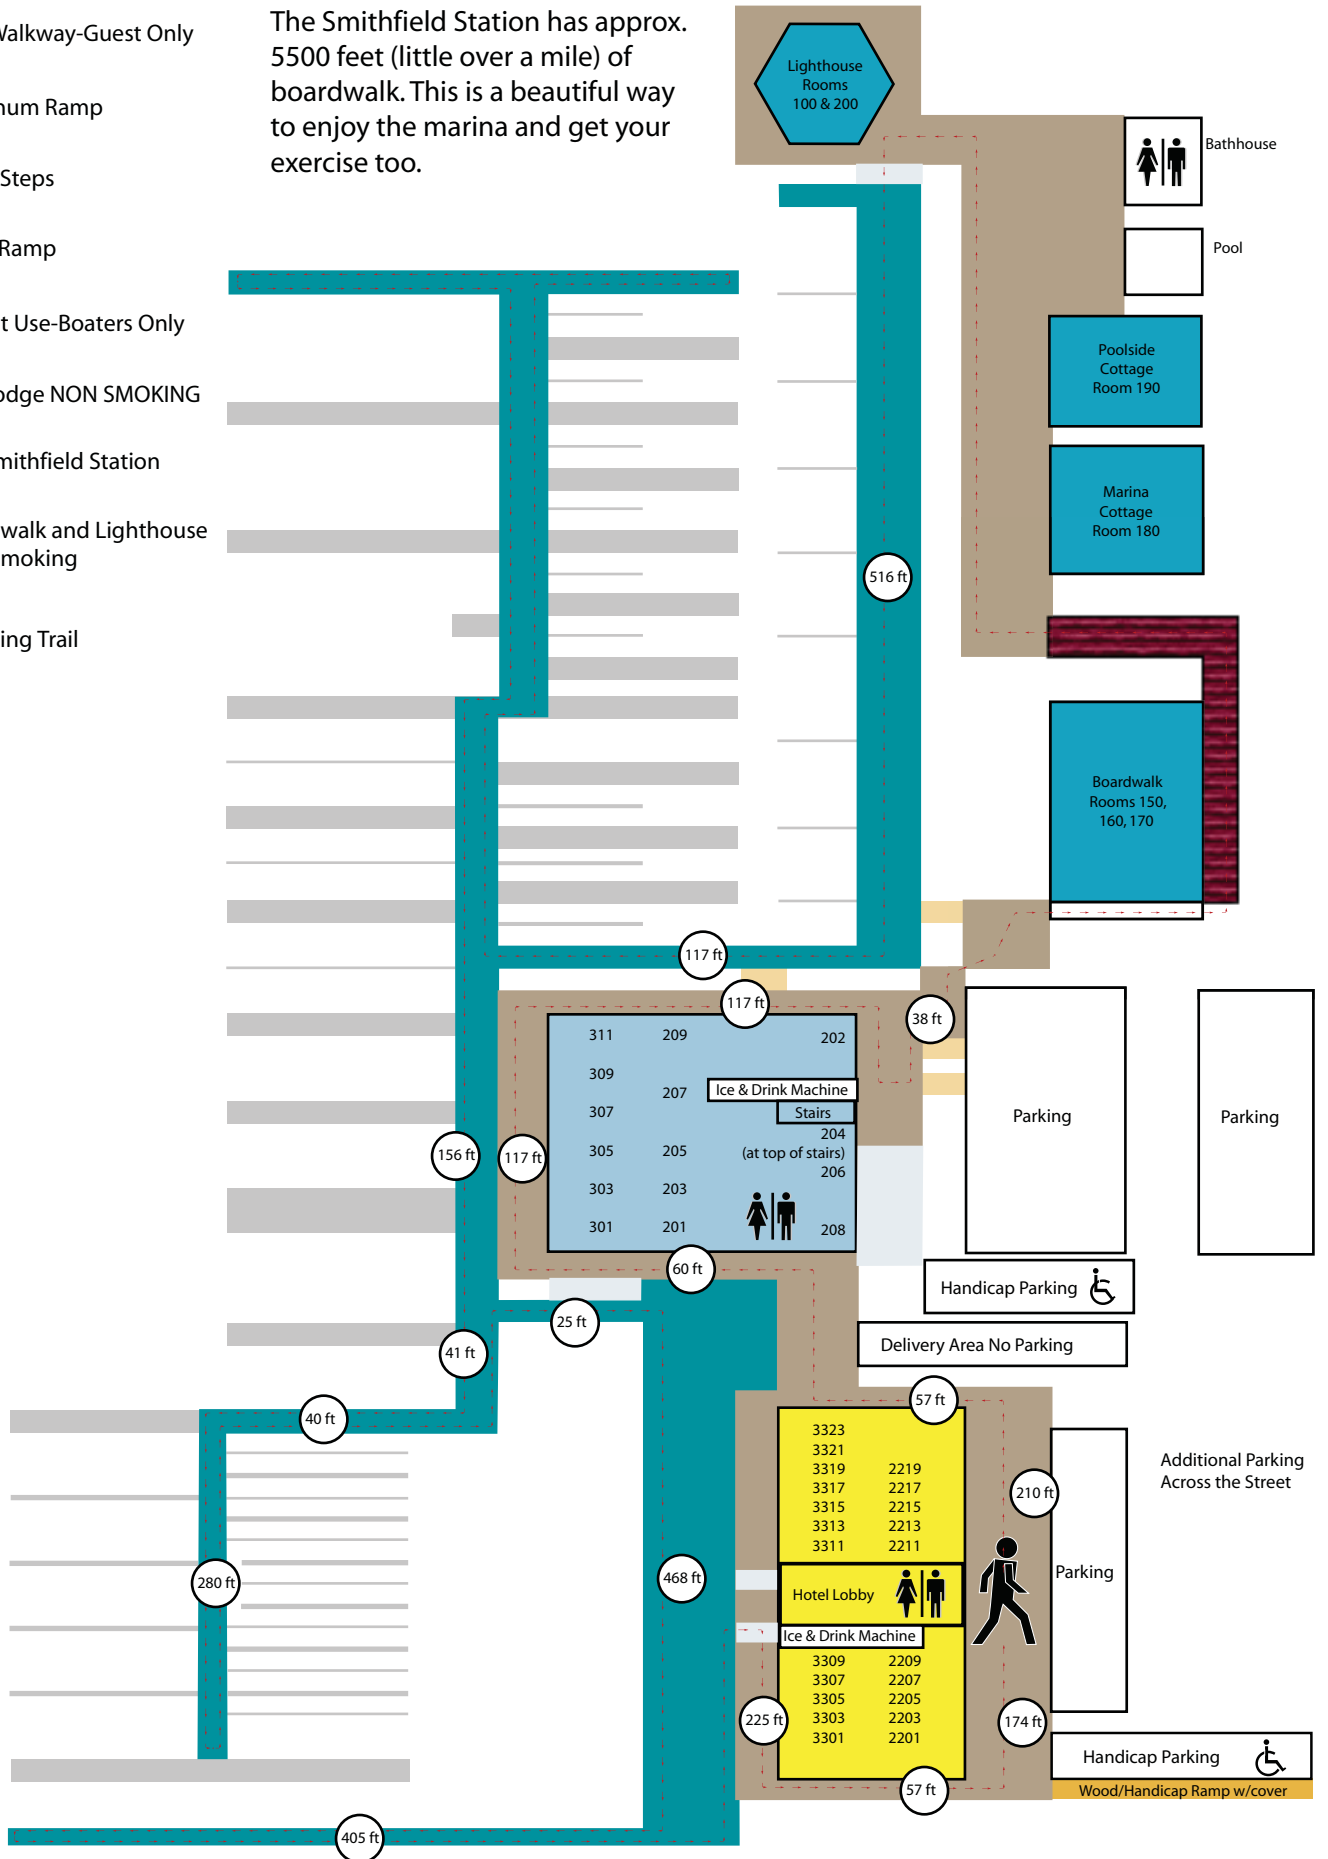 Walkway-Guest Only
num Ramp
Steps
Ramp
t Use-Boaters Only
odge NON SMOKING
mithfield Station
walk and Lighthouse
moking
ing Trail
The Smithfield Station has approx.
5500 feet (little over a mile) of
boardwalk. This is a beautiful way
to enjoy the marina and get your
exercise too.
Lighthouse
Rooms
100 & 200
Bathhouse
Pool
Poolside
Cottage
Room 190
Marina
Cottage
Room 180
516 ft
Boardwalk
Rooms 150,
160, 170
117 ft
117 ft
38 ft
311 209 202
309
207 Ice & Drink Machine
307 Stairs
204
305 205 (at top of stairs)
206
303 203
301 201 208
156 ft
117 ft
Parking
Parking
60 ft
Handicap Parking
25 ft
Delivery Area No Parking
41 ft
40 ft
57 ft
3323
3321
3319 2219
3317 2217
3315 2215
3313 2213
3311 2211
Additional Parking
Across the Street
210 ft
280 ft
468 ft
Hotel Lobby
Parking
Ice & Drink Machine
3309 2209
3307 2207
3305 2205
3303 2203
3301 2201
225 ft
174 ft
Handicap Parking
57 ft
Wood/Handicap Ramp w/cover
405 ft